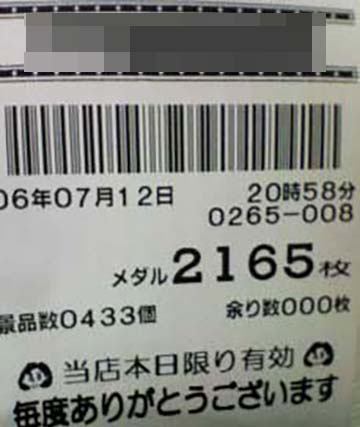 06年07月12日 20時58分
0265-008
メダル2165枚
景品数0433個 余り数000枚
当店本日限り有効
毎度ありがとうございます